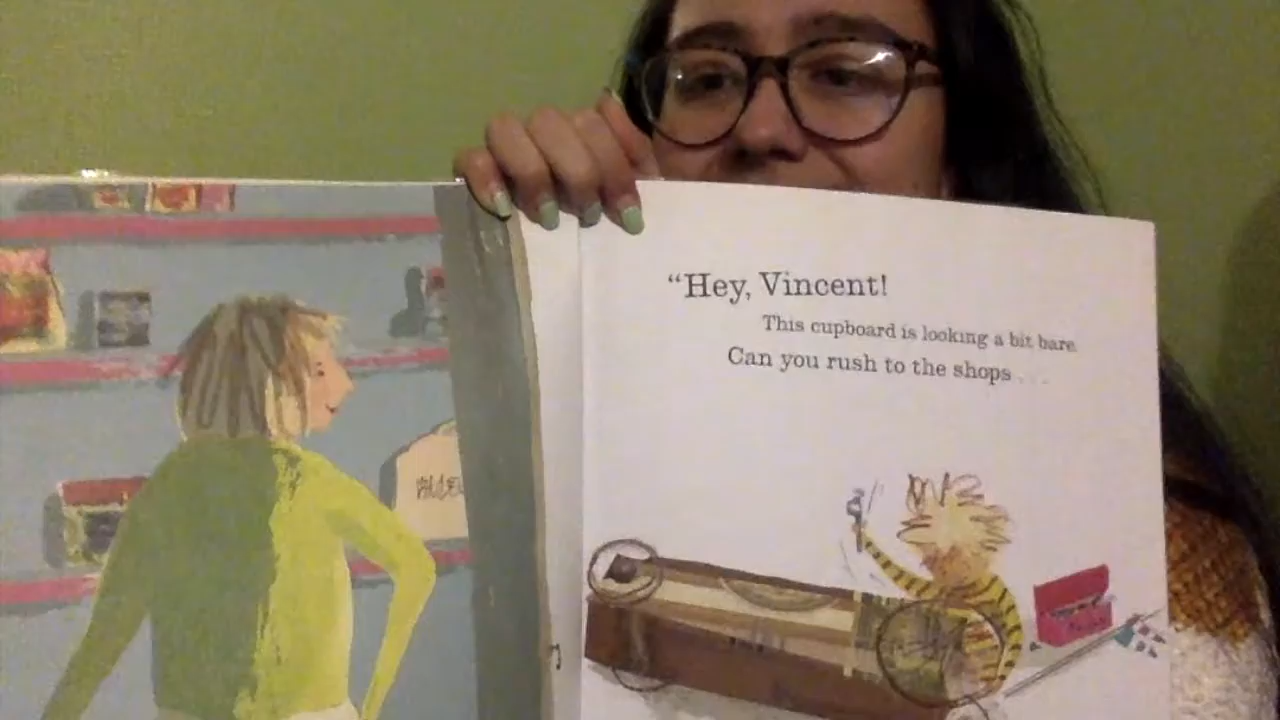 “Hey, Vincent!
This cupboard is looking a bit bare.
Can you rush to the shops . . .